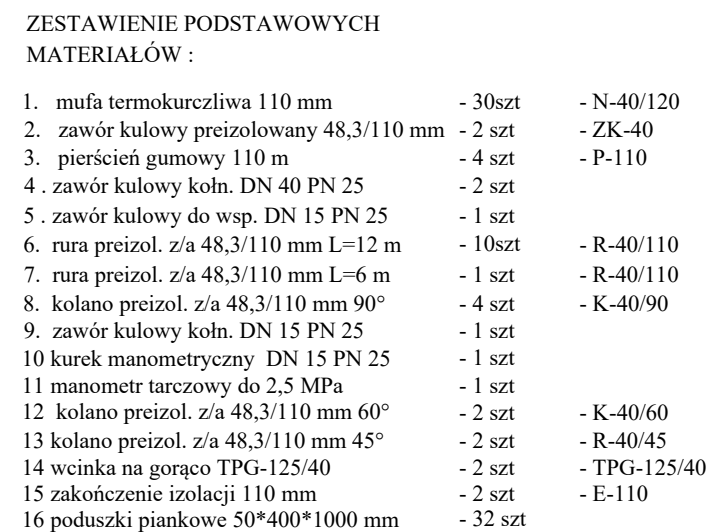 ZESTAWIENIE PODSTAWOWYCH
MATERIAŁÓW :
1. mufa termokurczliwa 110 mm - 30szt - N-40/120
2. zawór kulowy preizolowany 48,3/110 mm - 2 szt - ZK-40
3. pierścień gumowy 110 m - 4 szt - P-110
4 . zawór kulowy kołn. DN 40 PN 25 - 2 szt
5 . zawór kulowy do wsp. DN 15 PN 25 - 1 szt
6. rura preizol. z/a 48,3/110 mm L=12 m - 10szt - R-40/110
7. rura preizol. z/a 48,3/110 mm L=6 m - 1 szt - R-40/110
8. kolano preizol. z/a 48,3/110 mm 90° - 4 szt - K-40/90
9. zawór kulowy kołn. DN 15 PN 25 - 1 szt
10 kurek manometryczny DN 15 PN 25 - 1 szt
11 manometr tarczowy do 2,5 MPa - 1 szt
12 kolano preizol. z/a 48,3/110 mm 60° - 2 szt - K-40/60
13 kolano preizol. z/a 48,3/110 mm 45° - 2 szt - R-40/45
14 wcinka na gorąco TPG-125/40 - 2 szt - TPG-125/40
15 zakończenie izolacji 110 mm - 2 szt - E-110
16 poduszki piankowe 50*400*1000 mm - 32 szt